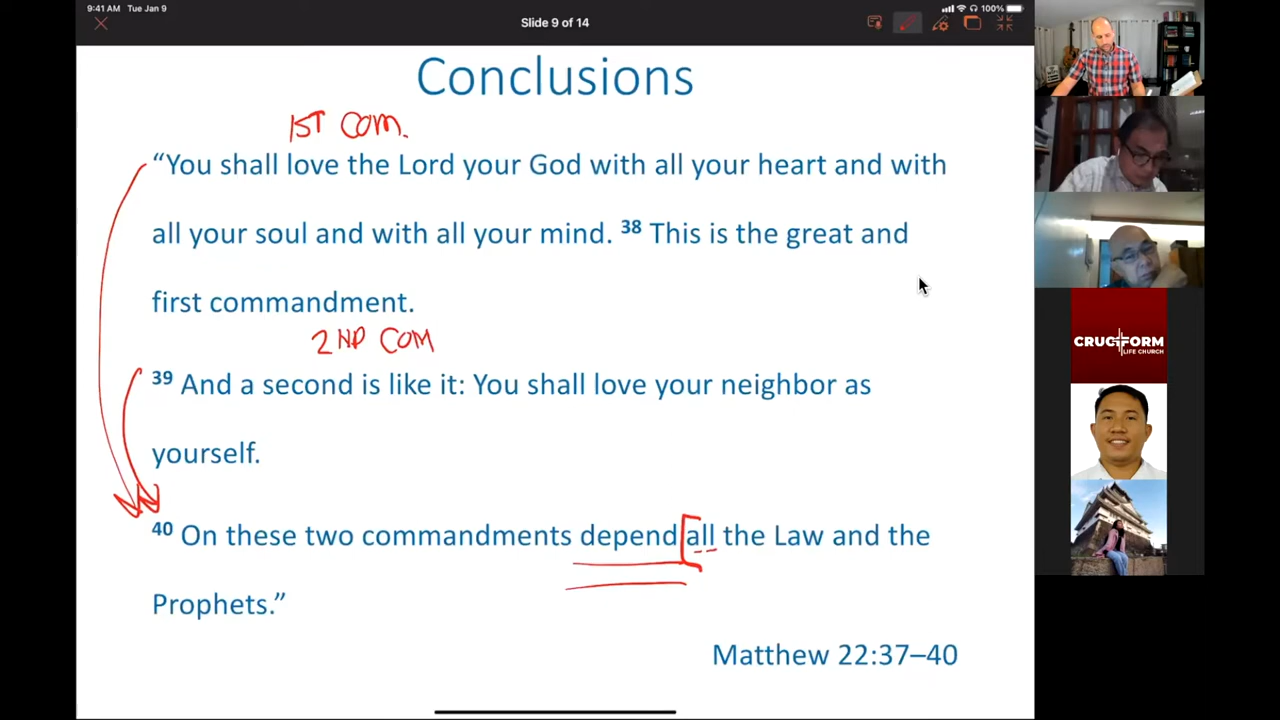 9:41 AM Tue Jan 9
100%
Slide 9 of 14
Conclusions
1ST COM.
“You shall love the Lord your God with all your heart and with
all your soul and with all your mind. 38 This is the great and
first commandment.
2ND COM
39 And a second is like it: You shall love your neighbor as
yourself.
40 On these two commandments depend all the Law and the
Prophets.”
Matthew 22:37–40
CRUCIFORM
LIFE CHURCH